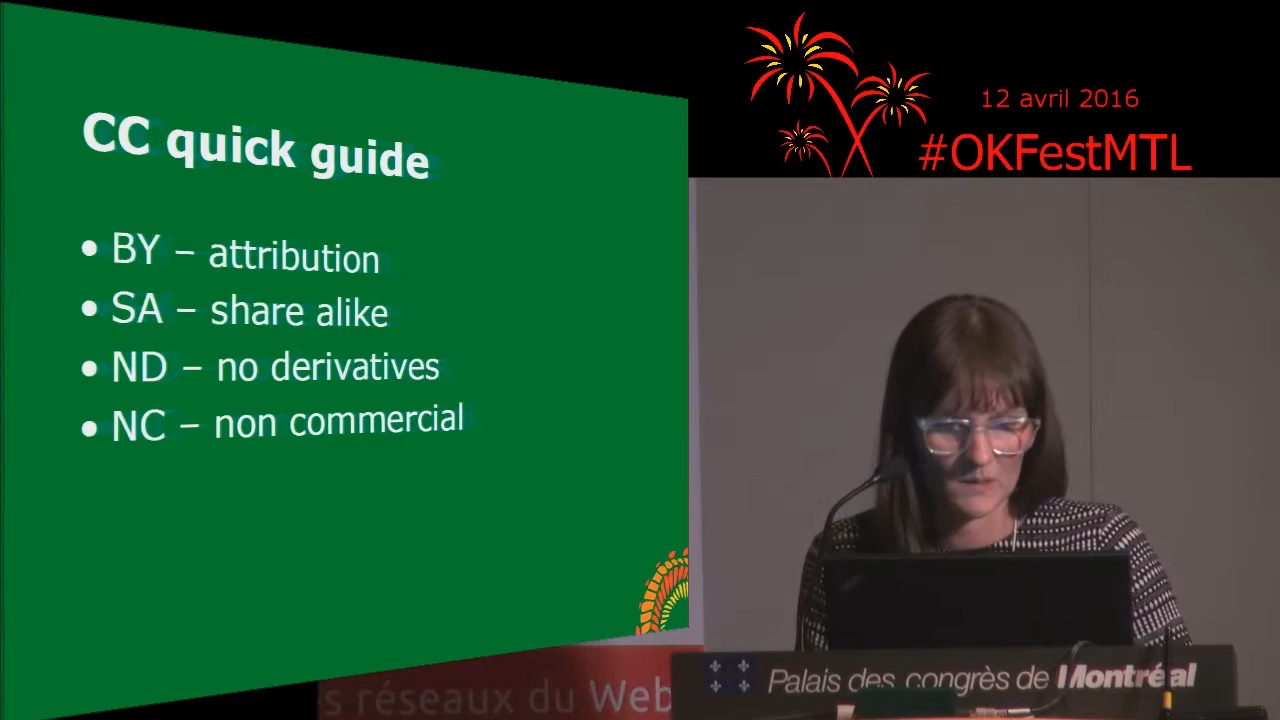 CC quick guide
• BY – attribution
• SA – share alike
• ND – no derivatives
• NC – non commercial
12 avril 2016
#OKFestMTL
s réseaux du Web
Palais des congrès de Montréal